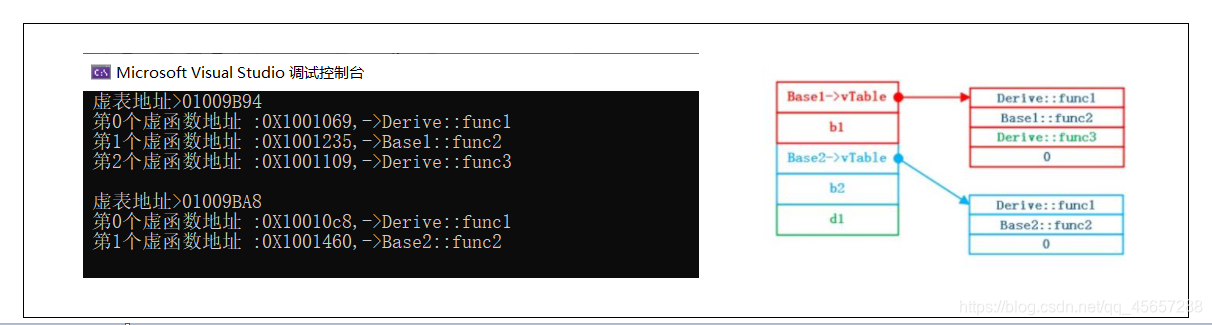 Microsoft Visual Studio 调试控制台
虚表地址>01009B94
第0个虚函数地址 :0X1001069,->Derive::func1
第1个虚函数地址 :0X1001235,->Base1::func2
第2个虚函数地址 :0X1001109,->Derive::func3
虚表地址>01009BA8
第0个虚函数地址 :0X10010c8,->Derive::func1
第1个虚函数地址 :0X1001460,->Base2::func2
Base1->vTable
b1
Base2->vTable
b2
d1
Derive::func1
Base1::func2
Derive::func3
0
Derive::func1
Base2::func2
0
https://blog.csdn.net/qq_45657288